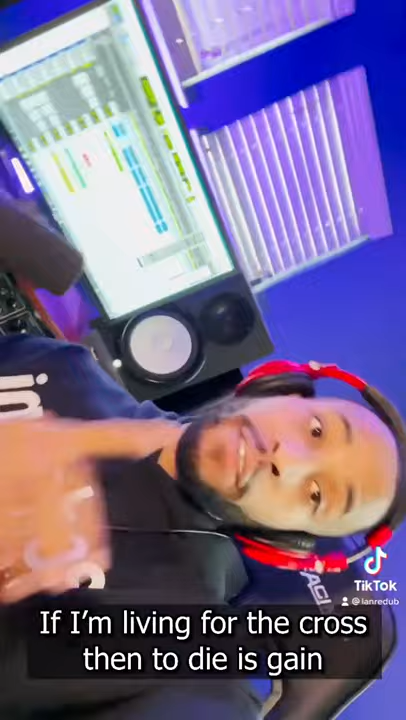 TikTok
@ianredub
If I'm living for the cross
then to die is gain